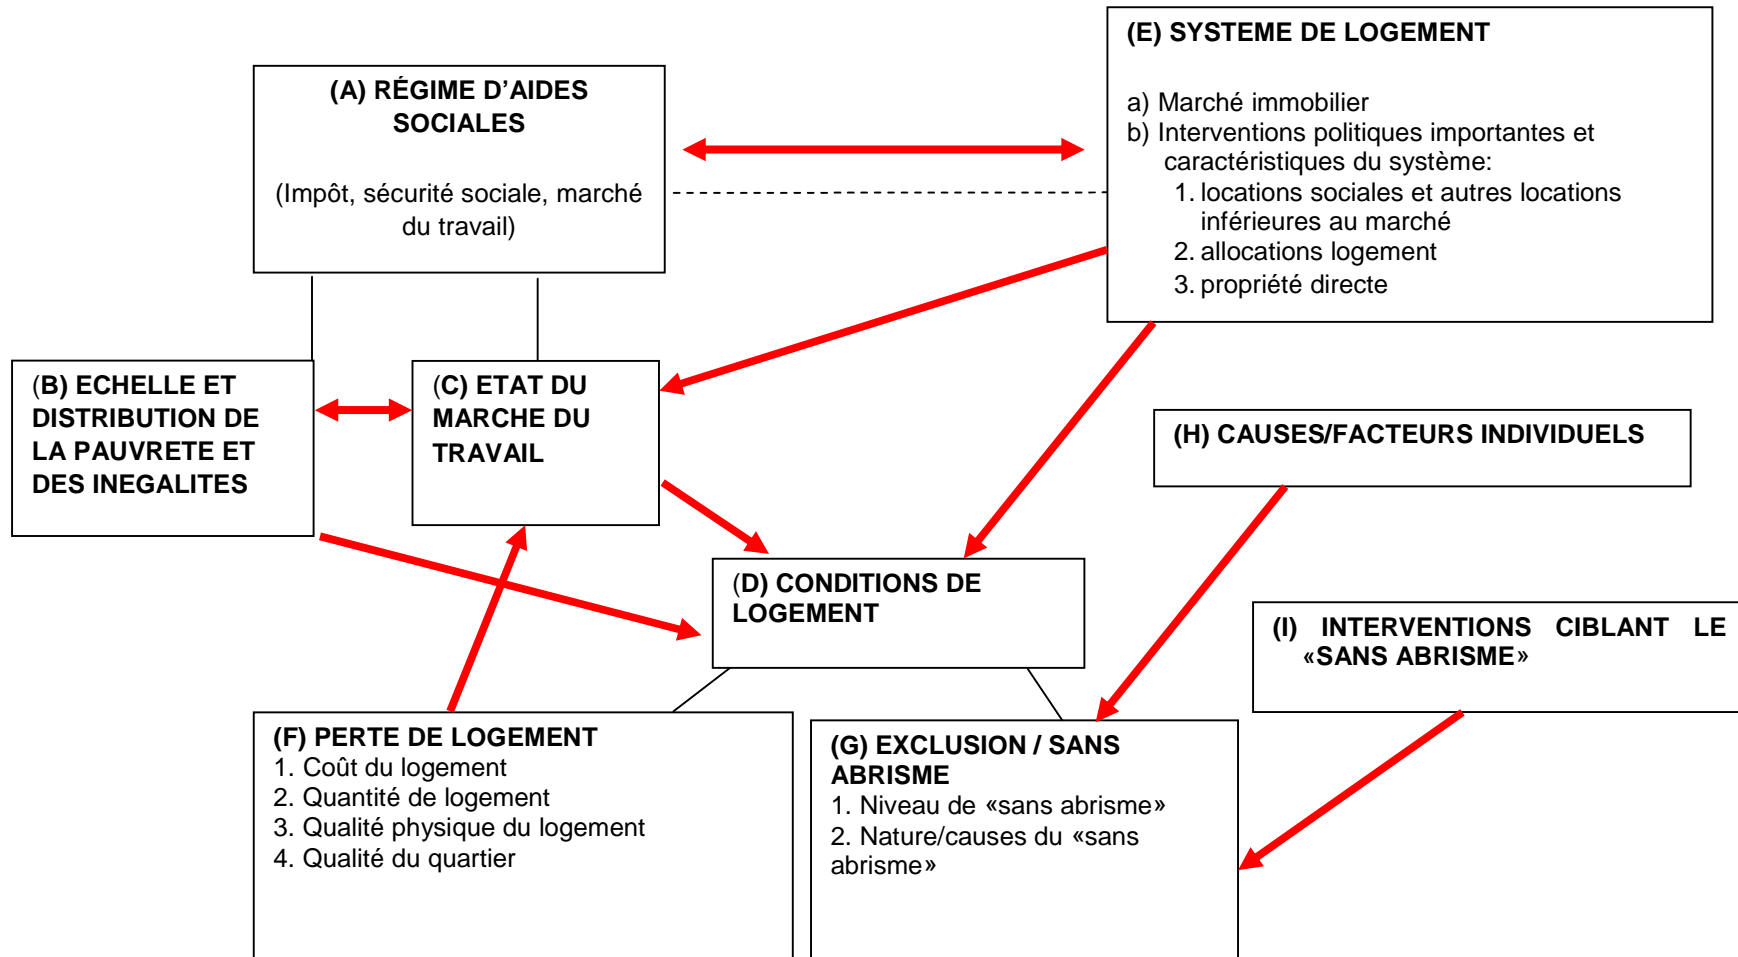 (E) SYSTEME DE LOGEMENT
a) Marché immobilier
b) Interventions politiques importantes et
caractéristiques du système:
1. locations sociales et autres locations
inférieures au marché
2. allocations logement
3. propriété directe
(A) RÉGIME D’AIDES
SOCIALES
(Impôt, sécurité sociale, marché
du travail)
(B) ECHELLE ET
DISTRIBUTION DE
LA PAUVRETE ET
DES INEGALITES
(C) ETAT DU
MARCHE DU
TRAVAIL
(H) CAUSES/FACTEURS INDIVIDUELS
(D) CONDITIONS DE
LOGEMENT
(I) INTERVENTIONS CIBLANT LE
«SANS ABRISME»
(F) PERTE DE LOGEMENT
1. Coût du logement
2. Quantité de logement
3. Qualité physique du logement
4. Qualité du quartier
(G) EXCLUSION / SANS
ABRISME
1. Niveau de «sans abrisme»
2. Nature/causes du «sans
abrisme»